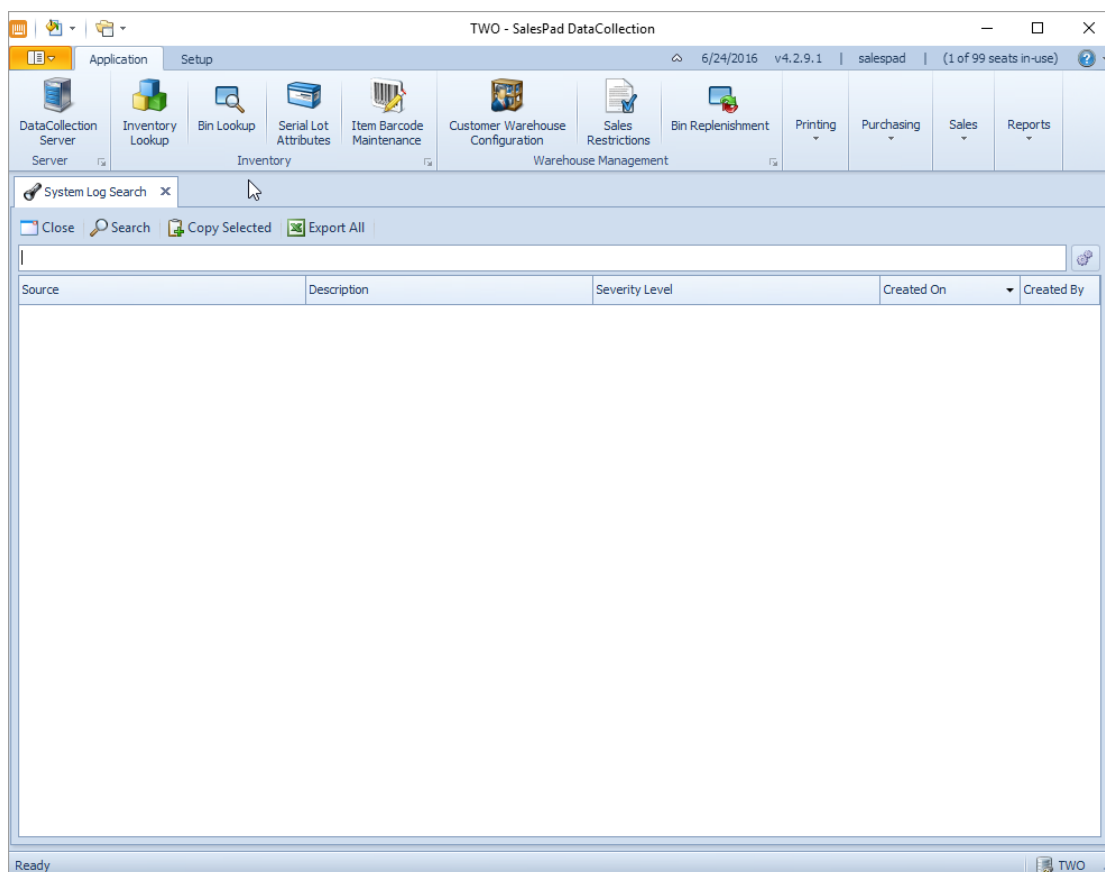 TWO - SalesPad DataCollection
Application Setup 6/24/2016 v4.2.9.1 | salespad | (1 of 99 seats in-use)
DataCollection Server
Inventory Lookup
Bin Lookup
Serial Lot Attributes
Item Barcode Maintenance
Customer Warehouse Configuration
Sales Restrictions
Bin Replenishment
Printing
Purchasing
Sales
Reports
Server Inventory Warehouse Management
System Log Search
Close Search Copy Selected Export All
Source Description Severity Level Created On Created By
Ready TWO